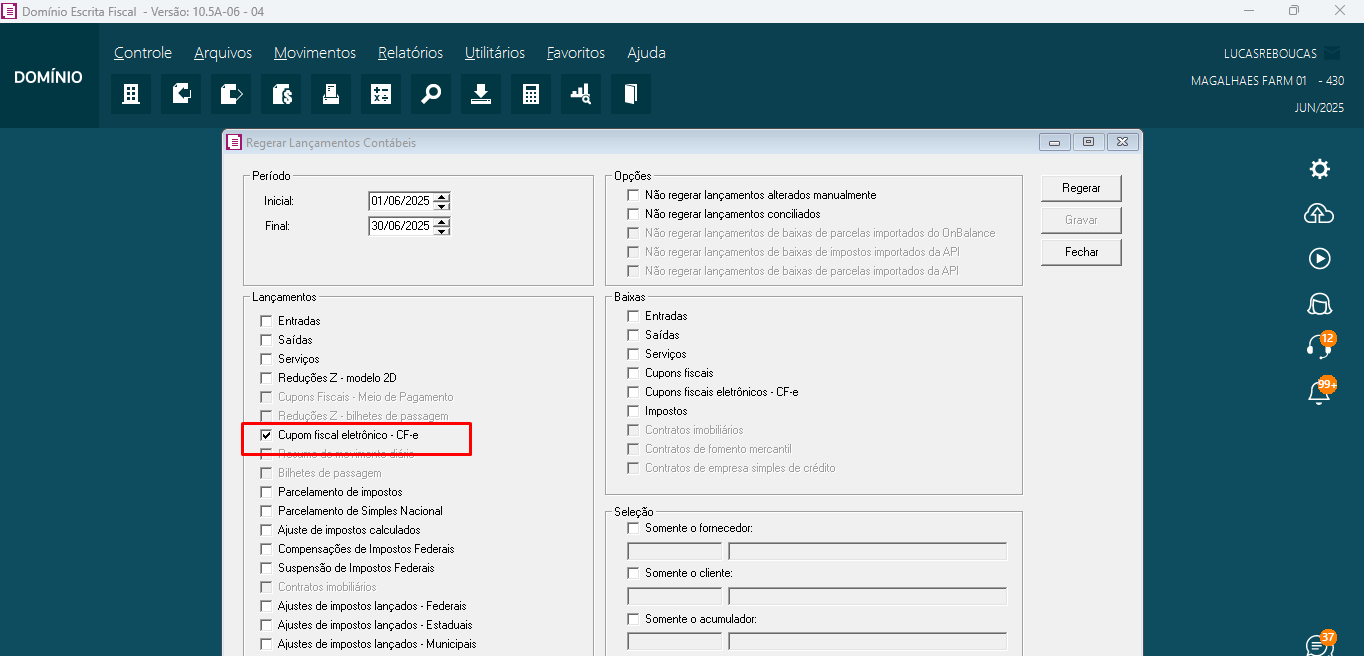 Domínio Escrita Fiscal - Versão: 10.5A-06 - 04
DOMÍNIO
Controle Arquivos Movimentos Relatórios Utilitários Favoritos Ajuda
LUCASREBOUCAS
MAGALHAES FARM 01 - 430
JUN/2025
Regerar Lançamentos Contábeis
Período
Inicial: 01/06/2025
Final: 30/06/2025
Opções
Não regerar lançamentos alterados manualmente
Não regerar lançamentos conciliados
Não regerar lançamentos de baixas de parcelas importados do OnBalance
Não regerar lançamentos de baixas de impostos importados da API
Não regerar lançamentos de baixas de parcelas importados da API
Regerar
Gravar
Fechar
Lançamentos
Entradas
Saídas
Serviços
Reduções Z - modelo 2D
Cupons Fiscais - Meio de Pagamento
Reduções Z - bilhetes de passagem
Cupom fiscal eletrônico - CF-e
Resumo de movimento diário
Bilhetes de passagem
Parcelamento de impostos
Parcelamento de Simples Nacional
Ajuste de impostos calculados
Compensações de Impostos Federais
Suspensão de Impostos Federais
Contratos imobiliários
Ajustes de impostos lançados - Federais
Ajustes de impostos lançados - Estaduais
Ajustes de impostos lançados - Municipais
Baixas
Entradas
Saídas
Serviços
Cupons fiscais
Cupons fiscais eletrônicos - CF-e
Impostos
Contratos imobiliários
Contratos de fomento mercantil
Contratos de empresa simples de crédito
Seleção
Somente o fornecedor:
Somente o cliente:
Somente o acumulador:
12
99+
37